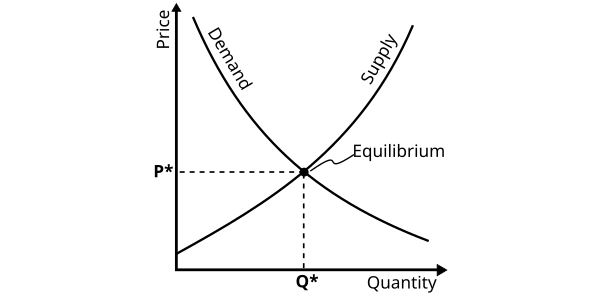 Price
Demand
Supply
Equilibrium
P*
Q*
Quantity